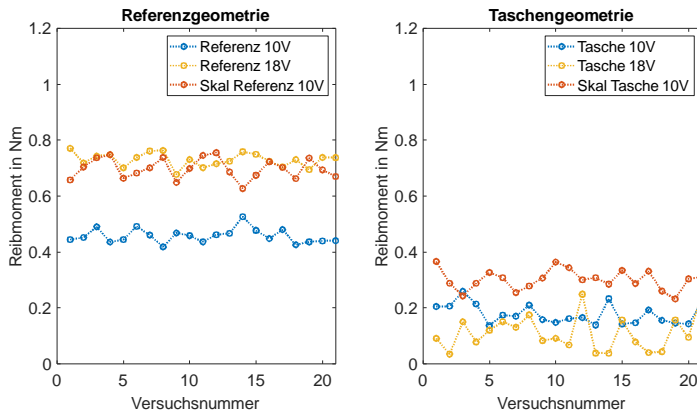 Referenzgeometrie
1.2
1
0.8
0.6
0.4
0.2
0
0
5
10
15
20
Reibmoment in Nm
Versuchsnummer
Referenz 10V
Referenz 18V
Skal Referenz 10V
Taschengeometrie
1.2
1
0.8
0.6
0.4
0.2
0
0
5
10
15
20
Reibmoment in Nm
Versuchsnummer
Tasche 10V
Tasche 18V
Skal Tasche 10V